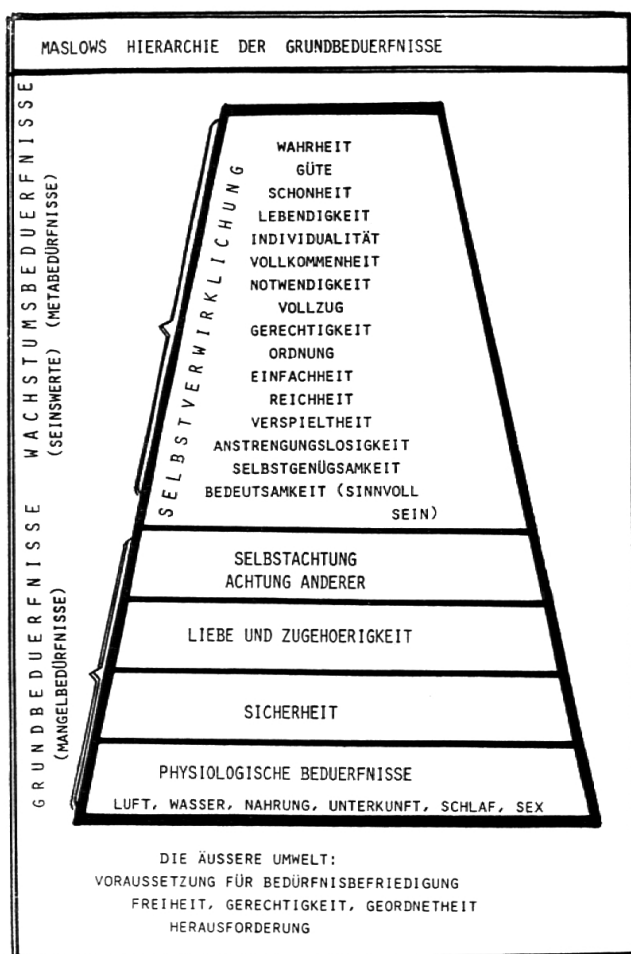 MASLOWS HIERARCHIE DER GRUNDBEDUERFNISSE
WACHSTUMSBEDUERFNISSE
(SEINSWERTE) (METABEDÜRFNISSE)
SELBSTVERWIRKLICHUNG
WAHRHEIT
GÜTE
SCHONHEIT
LEBENDIGKEIT
INDIVIDUALITÄT
VOLLKOMMENHEIT
NOTWENDIGKEIT
VOLLZUG
GERECHTIGKEIT
ORDNUNG
EINFACHHEIT
REICHHEIT
VERSPIELTHEIT
ANSTRENGUNGSLOSIGKEIT
SELBSTGENÜGSAMKEIT
BEDEUTSAMKEIT (SINNVOLL
SEIN)
GRUNDBEDUERFNISSE
(MANGELBEDÜRFNISSE)
SELBSTACHTUNG
ACHTUNG ANDERER
LIEBE UND ZUGEHOERIGKEIT
SICHERHEIT
PHYSIOLOGISCHE BEDUERFNISSE
LUFT, WASSER, NAHRUNG, UNTERKUNFT, SCHLAF, SEX
DIE ÄUSSERE UMWELT:
VORAUSSETZUNG FÜR BEDÜRFNISBEFRIEDIGUNG
FREIHEIT, GERECHTIGKEIT, GEORDNETHEIT
HERAUSFORDERUNG